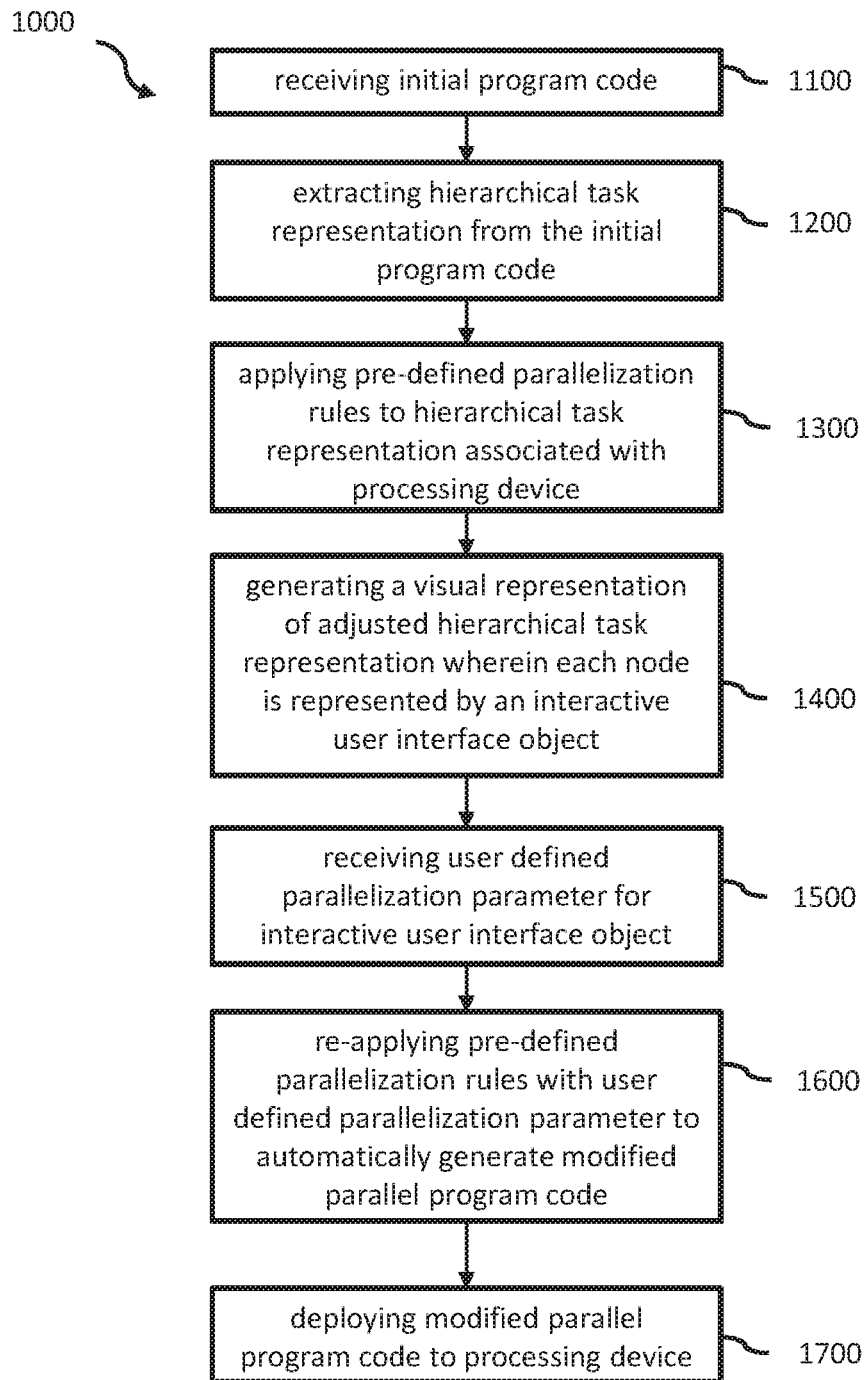 1000
receiving initial program code
1100
extracting hierarchical task
representation from the initial
program code
1200
applying pre-defined parallelization
rules to hierarchical task
representation associated with
processing device
1300
generating a visual representation
of adjusted hierarchical task
representation wherein each node
is represented by an interactive
user interface object
1400
receiving user defined
parallelization parameter for
interactive user interface object
1500
re-applying pre-defined
parallelization rules with user
defined parallelization parameter to
automatically generate modified
parallel program code
1600
deploying modified parallel
program code to processing device
1700